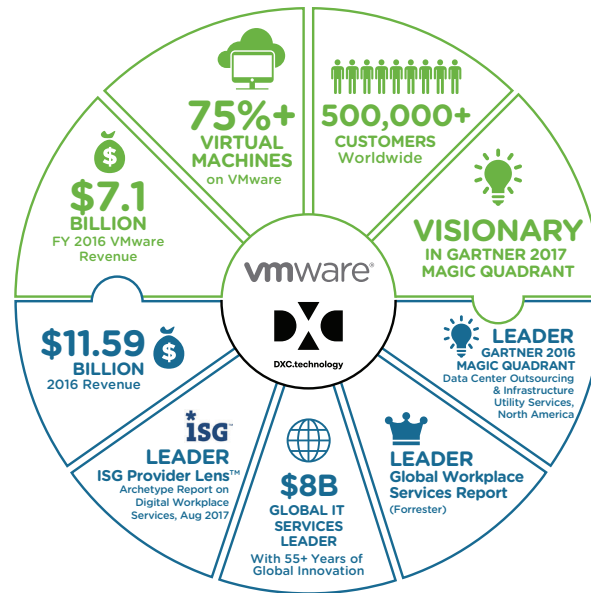 75%+
VIRTUAL
MACHINES
on VMware
500,000+
CUSTOMERS
Worldwide
$
$7.1
BILLION
FY 2016 VMware
Revenue
VISIONARY
IN GARTNER 2017
MAGIC QUADRANT
vmware®
DXC
DXC.technology
$11.59
BILLION
2016 Revenue
$
LEADER
GARTNER 2016
MAGIC QUADRANT
Data Center Outsourcing
& Infrastructure
Utility Services,
North America
*ISG™
LEADER
ISG Provider Lens™
Archetype Report on
Digital Workplace
Services, Aug 2017
$8B
GLOBAL IT
SERVICES
LEADER
With 55+ Years of
Global Innovation
LEADER
Global Workplace
Services Report
(Forrester)